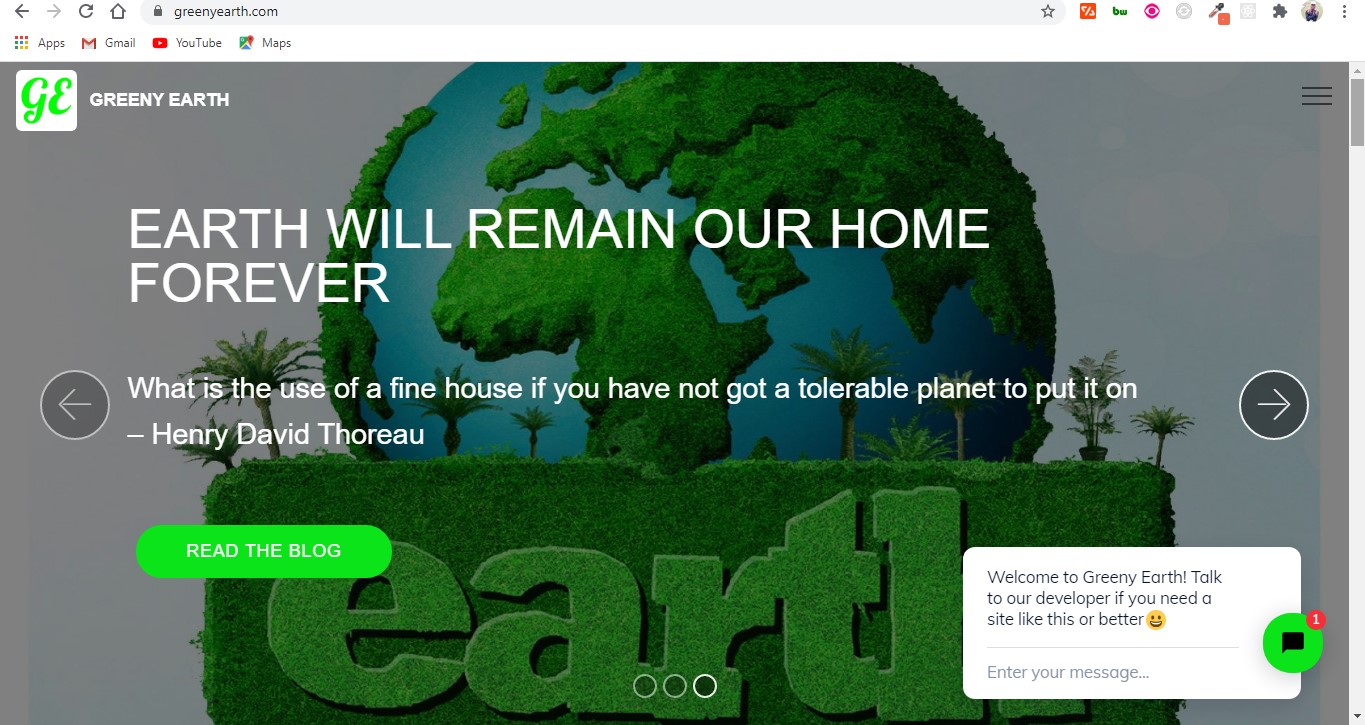 greenyearth.com
Apps
Gmail
YouTube
Maps
bw
GE
GREENY EARTH
EARTH WILL REMAIN OUR HOME
FOREVER
What is the use of a fine house if you have not got a tolerable planet to put it on
– Henry David Thoreau
READ THE BLOG
earth
Welcome to Greeny Earth! Talk
to our developer if you need a
site like this or better😀
1
Enter your message...